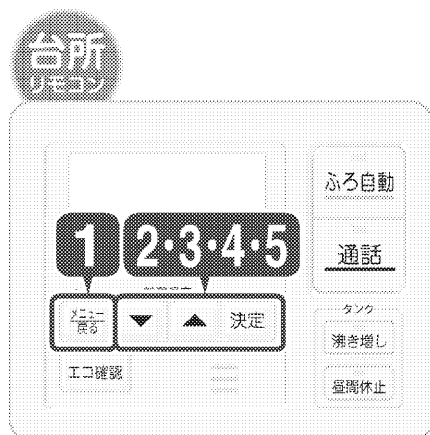 台所
リモコン
ふろ自動
通話
1
2・3・4・5
メニュー
戻る
▼
▲
決定
タンク
沸き増し
エコ確認
昼間休止